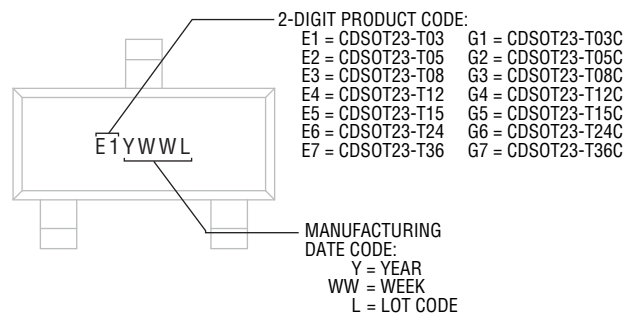 2-DIGIT PRODUCT CODE:
E1 = CDSOT23-T03 G1 = CDSOT23-T03C
E2 = CDSOT23-T05 G2 = CDSOT23-T05C
E3 = CDSOT23-T08 G3 = CDSOT23-T08C
E4 = CDSOT23-T12 G4 = CDSOT23-T12C
E5 = CDSOT23-T15 G5 = CDSOT23-T15C
E6 = CDSOT23-T24 G6 = CDSOT23-T24C
E7 = CDSOT23-T36 G7 = CDSOT23-T36C
E1YWWL
MANUFACTURING
DATE CODE:
Y = YEAR
WW = WEEK
L = LOT CODE